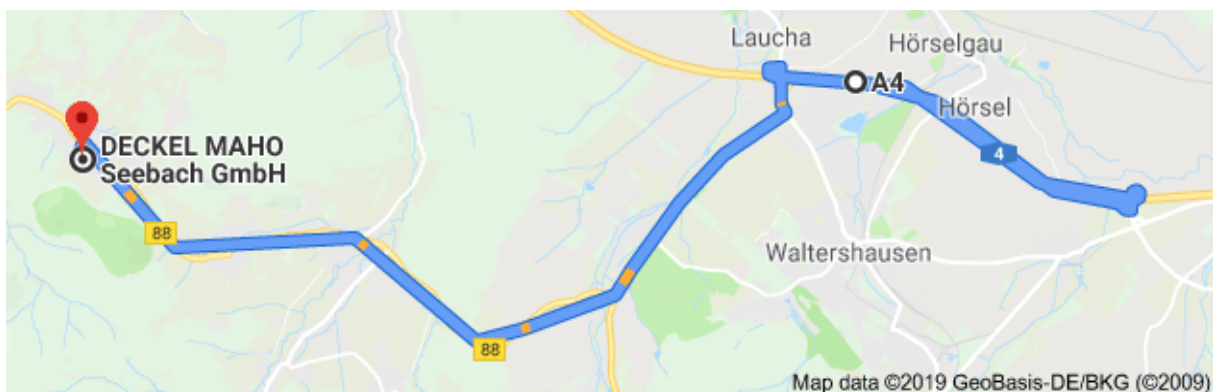 Laucha
Hörselgau
A4
Hörsel
DECKEL MAHO
Seebach GmbH
4
88
Waltershausen
88
Map data ©2019 GeoBasis-DE/BKG (©2009)